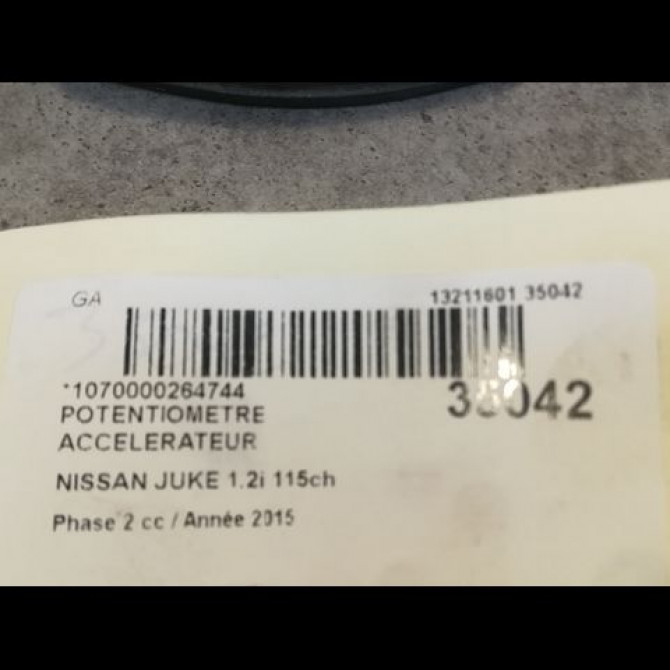 GA
13211601 35042
*1070000264744
35042
POTENTIOMETRE
ACCELERATEUR
NISSAN JUKE 1.2i 115ch
Phase 2 cc / Année 2015